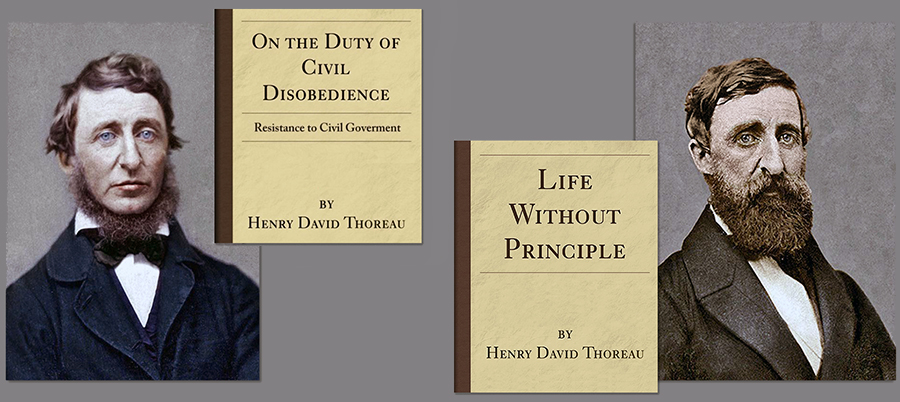 On the Duty of
Civil
Disobedience
Resistance to Civil Goverment
by
Henry David Thoreau
Life
Without
Principle
by
Henry David Thoreau